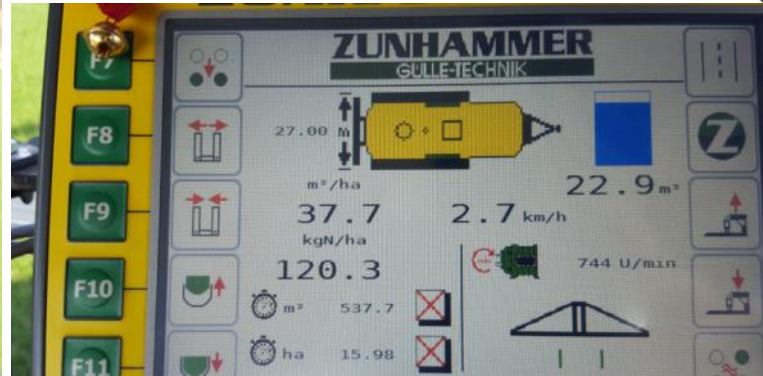 ZUNHAMMER
GÜLLE-TECHNIK
F7
F8
27.00 m
m³/ha
22.9 m³
F9
37.7
2.7 km/h
kgN/ha
120.3
744 U/min
F10
m³ 537.7
ha 15.98
F11
Z